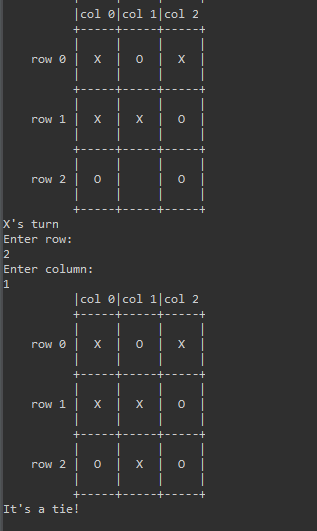 |col 0|col 1|col 2
+-----+-----+-----+
|     |     |     |
row 0 |  X  |  O  |  X  |
|     |     |     |
+-----+-----+-----+
|     |     |     |
row 1 |  X  |  X  |  O  |
|     |     |     |
+-----+-----+-----+
|     |     |     |
row 2 |  O  |     |  O  |
|     |     |     |
+-----+-----+-----+
X's turn
Enter row:
2
Enter column:
1
|col 0|col 1|col 2
+-----+-----+-----+
|     |     |     |
row 0 |  X  |  O  |  X  |
|     |     |     |
+-----+-----+-----+
|     |     |     |
row 1 |  X  |  X  |  O  |
|     |     |     |
+-----+-----+-----+
|     |     |     |
row 2 |  O  |  X  |  O  |
|     |     |     |
+-----+-----+-----+
It's a tie!